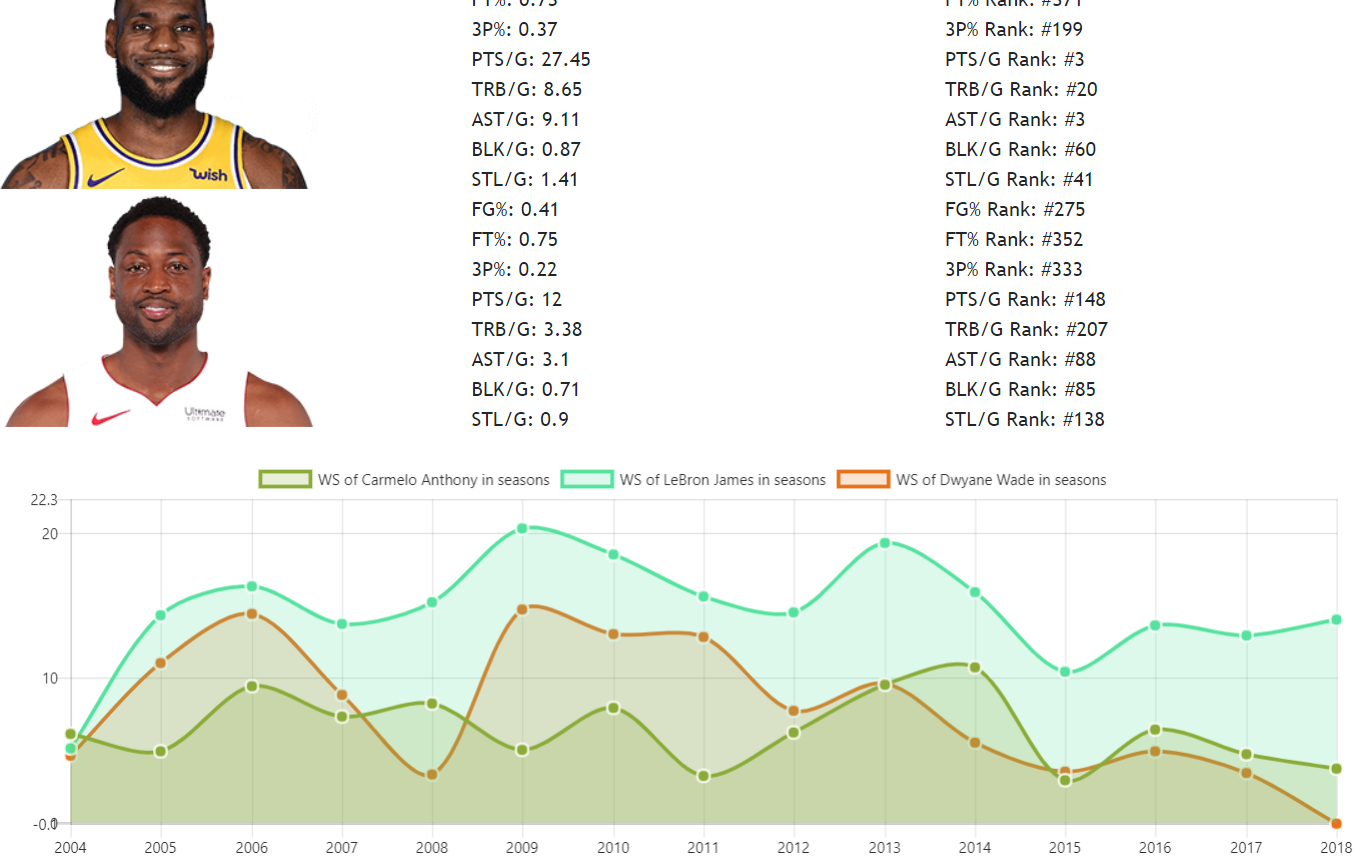 FT%: 0.73 FT% Rank: #371
3P%: 0.37 3P% Rank: #199
PTS/G: 27.45 PTS/G Rank: #3
TRB/G: 8.65 TRB/G Rank: #20
AST/G: 9.11 AST/G Rank: #3
BLK/G: 0.87 BLK/G Rank: #60
wish STL/G: 1.41 STL/G Rank: #41
FG%: 0.41 FG% Rank: #275
FT%: 0.75 FT% Rank: #352
3P%: 0.22 3P% Rank: #333
PTS/G: 12 PTS/G Rank: #148
TRB/G: 3.38 TRB/G Rank: #207
AST/G: 3.1 AST/G Rank: #88
BLK/G: 0.71 BLK/G Rank: #85
Ultimate
SOFTWARE
STL/G: 0.9 STL/G Rank: #138
WS of Carmelo Anthony in seasons WS of LeBron James in seasons WS of Dwyane Wade in seasons
22.3
20
10
2004 2005 2006 2007 2008 2009 2010 2011 2012 2013 2014 2015 2016 2017 2018